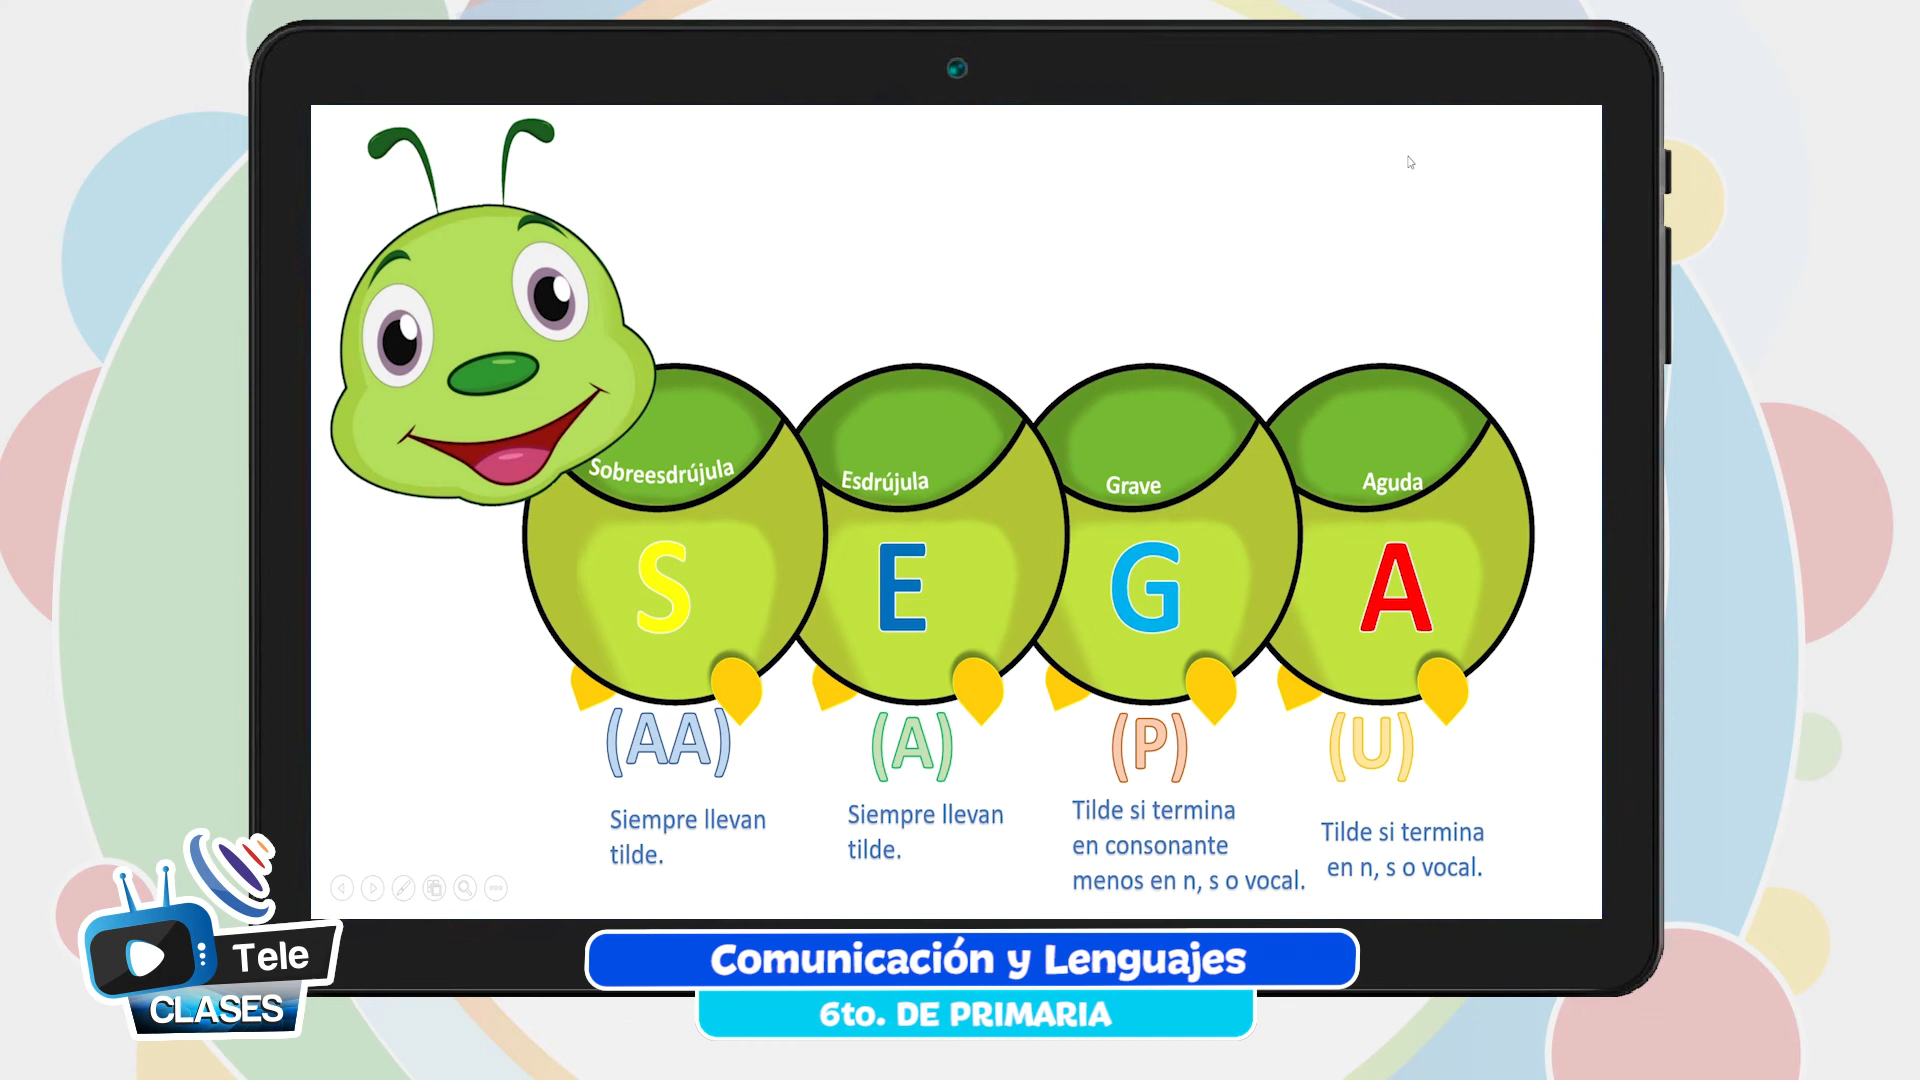 Sobreesdrújula
Esdrújula
Grave
Aguda
S
E
G
A
(AA)
(A)
(P)
(U)
Siempre llevan
tilde.
Siempre llevan
tilde.
Tilde si termina
en consonante
menos en n, s o vocal.
Tilde si termina
en n, s o vocal.
Tele
CLASES
Comunicación y Lenguajes
6to. DE PRIMARIA